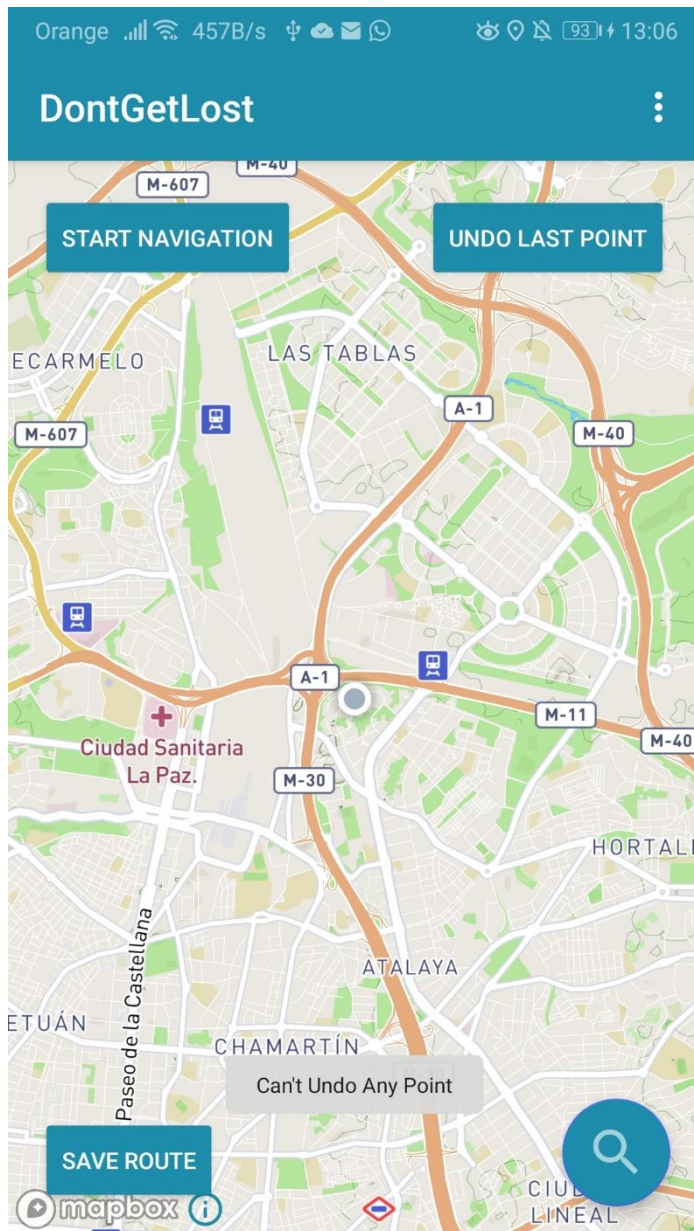 Orange 457B/s 93 13:06
DontGetLost
M-40
M-607
START NAVIGATION
UNDO LAST POINT
ECARMELO
LAS TABLAS
A-1
M-607
M-40
A-1
M-11
M-40
Ciudad Sanitaria
La Paz.
M-30
HORTALE
Paseo de la Castellana
ATALAYA
ETUÁN
CHAMARTÍN
M-30
Can't Undo Any Point
SAVE ROUTE
mapbox
CIUD
LINEAL